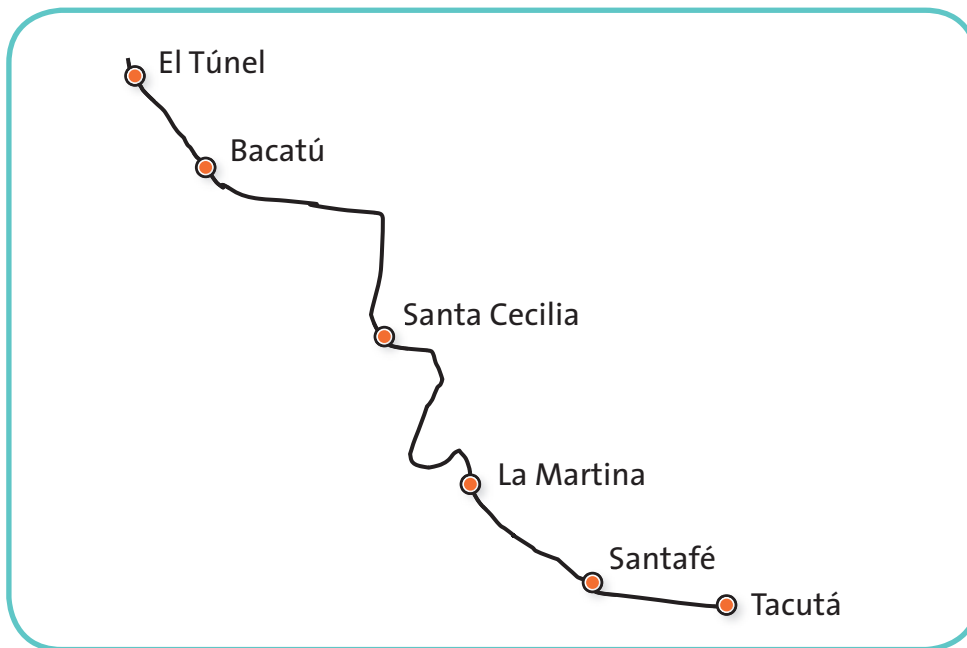 El Túnel
Bacatú
Santa Cecilia
La Martina
Santafé
Tacutá